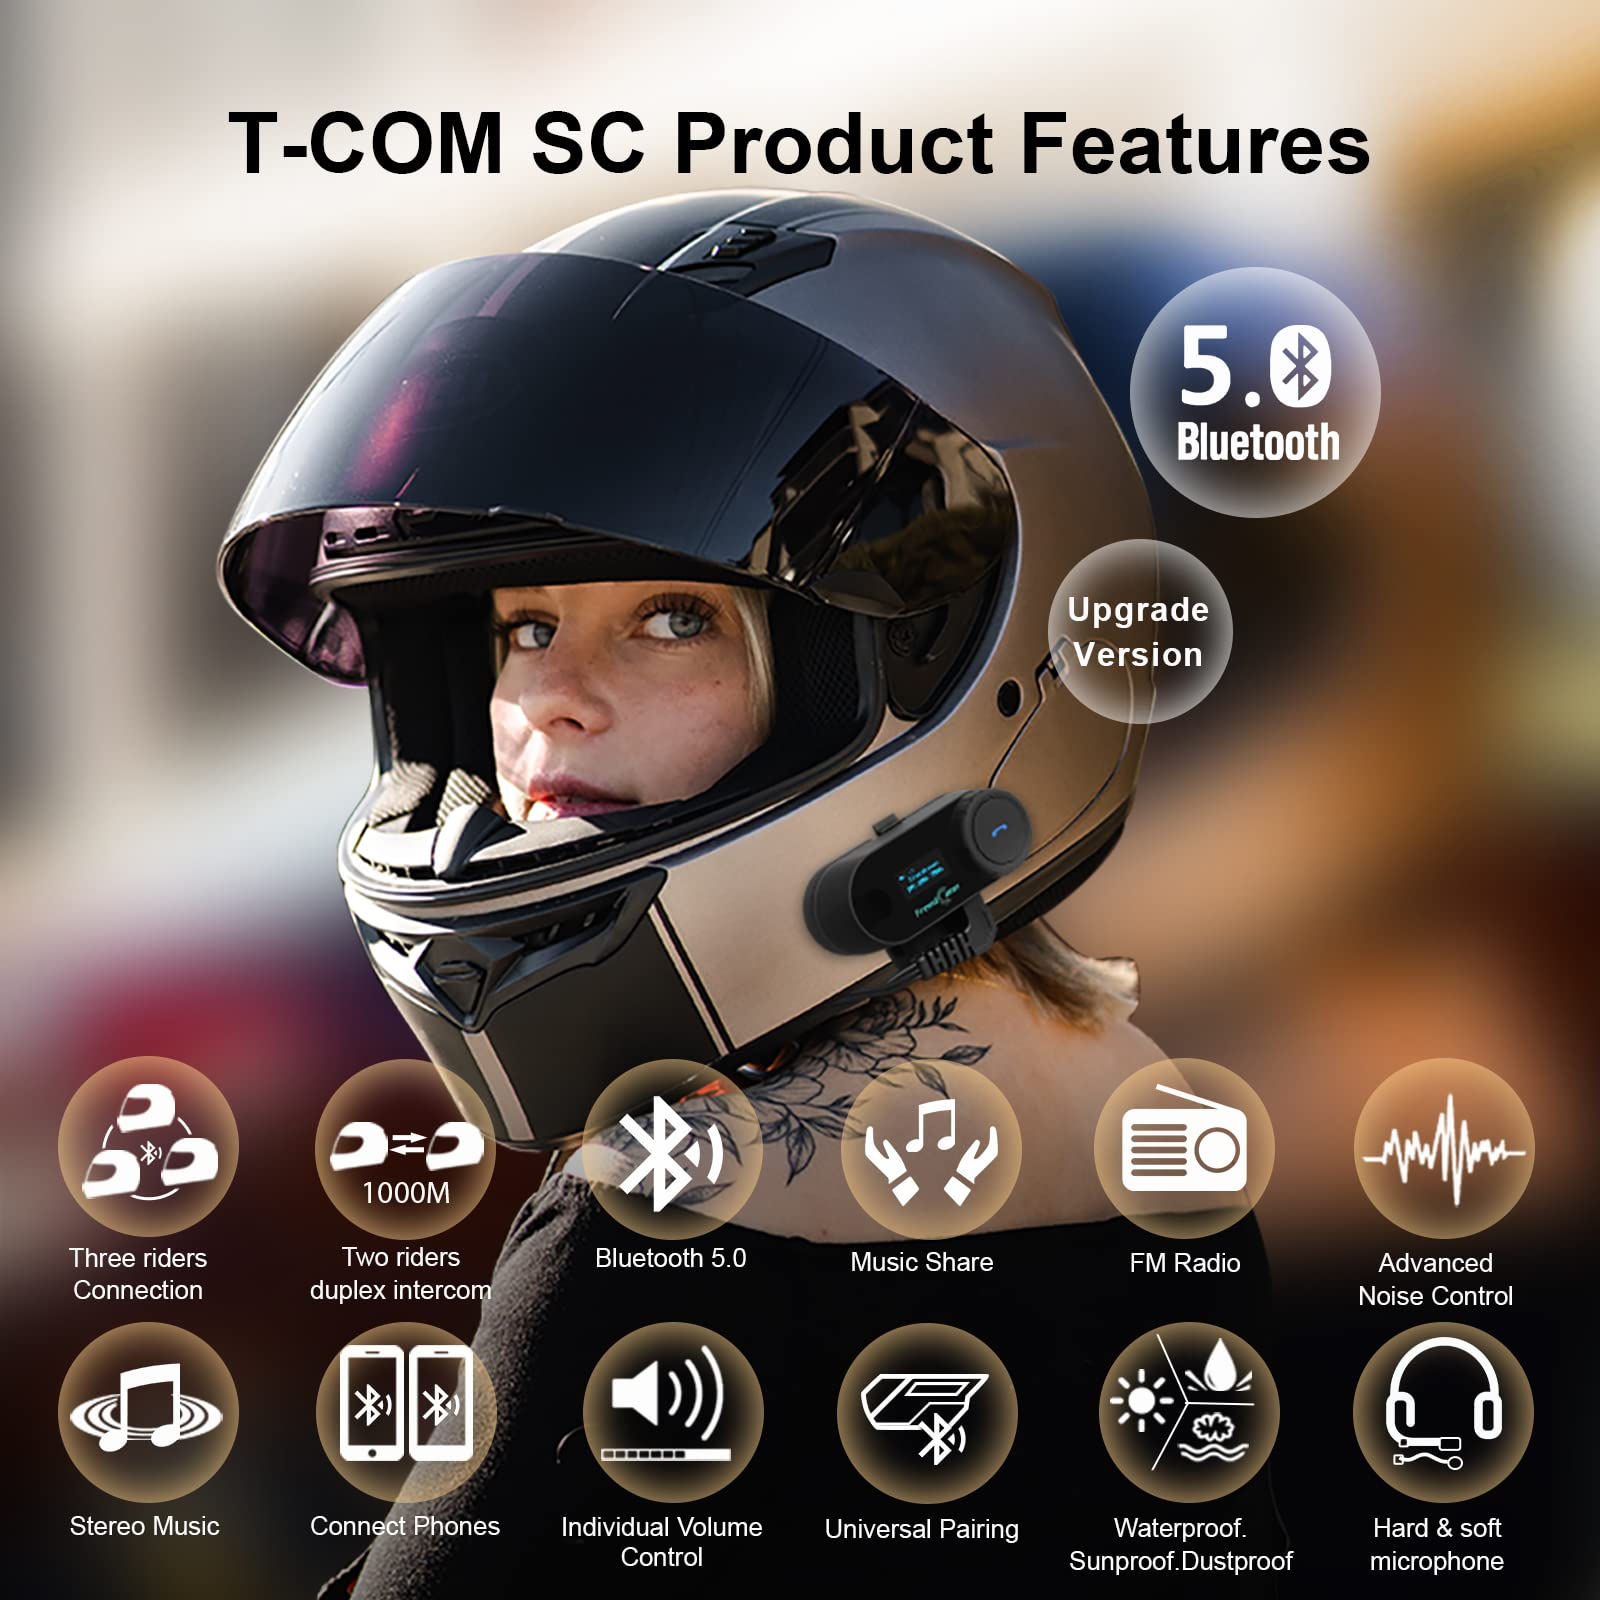 T-COM SC Product Features
5.0
Bluetooth
Upgrade
Version
1000M
Three riders
Connection
Two riders
duplex intercom
Bluetooth 5.0
Music Share
FM Radio
Advanced
Noise Control
Stereo Music
Connect Phones
Individual Volume
Control
Universal Pairing
Waterproof.
Sunproof.Dustproof
Hard & soft
microphone